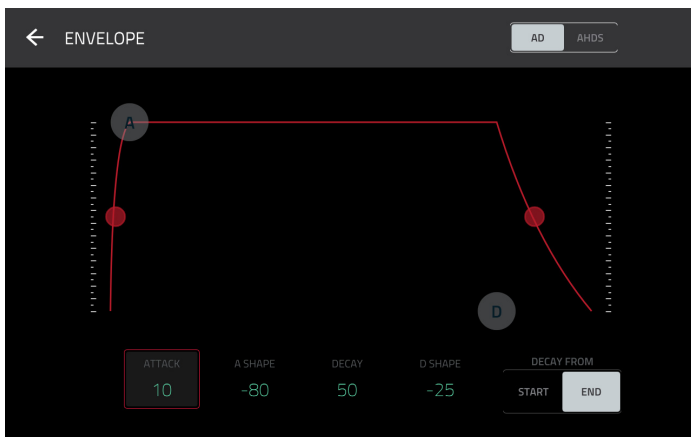 ENVELOPE
AD AHDS
A
D
ATTACK A SHAPE DECAY D SHAPE DECAY FROM
10 -80 50 -25 START END